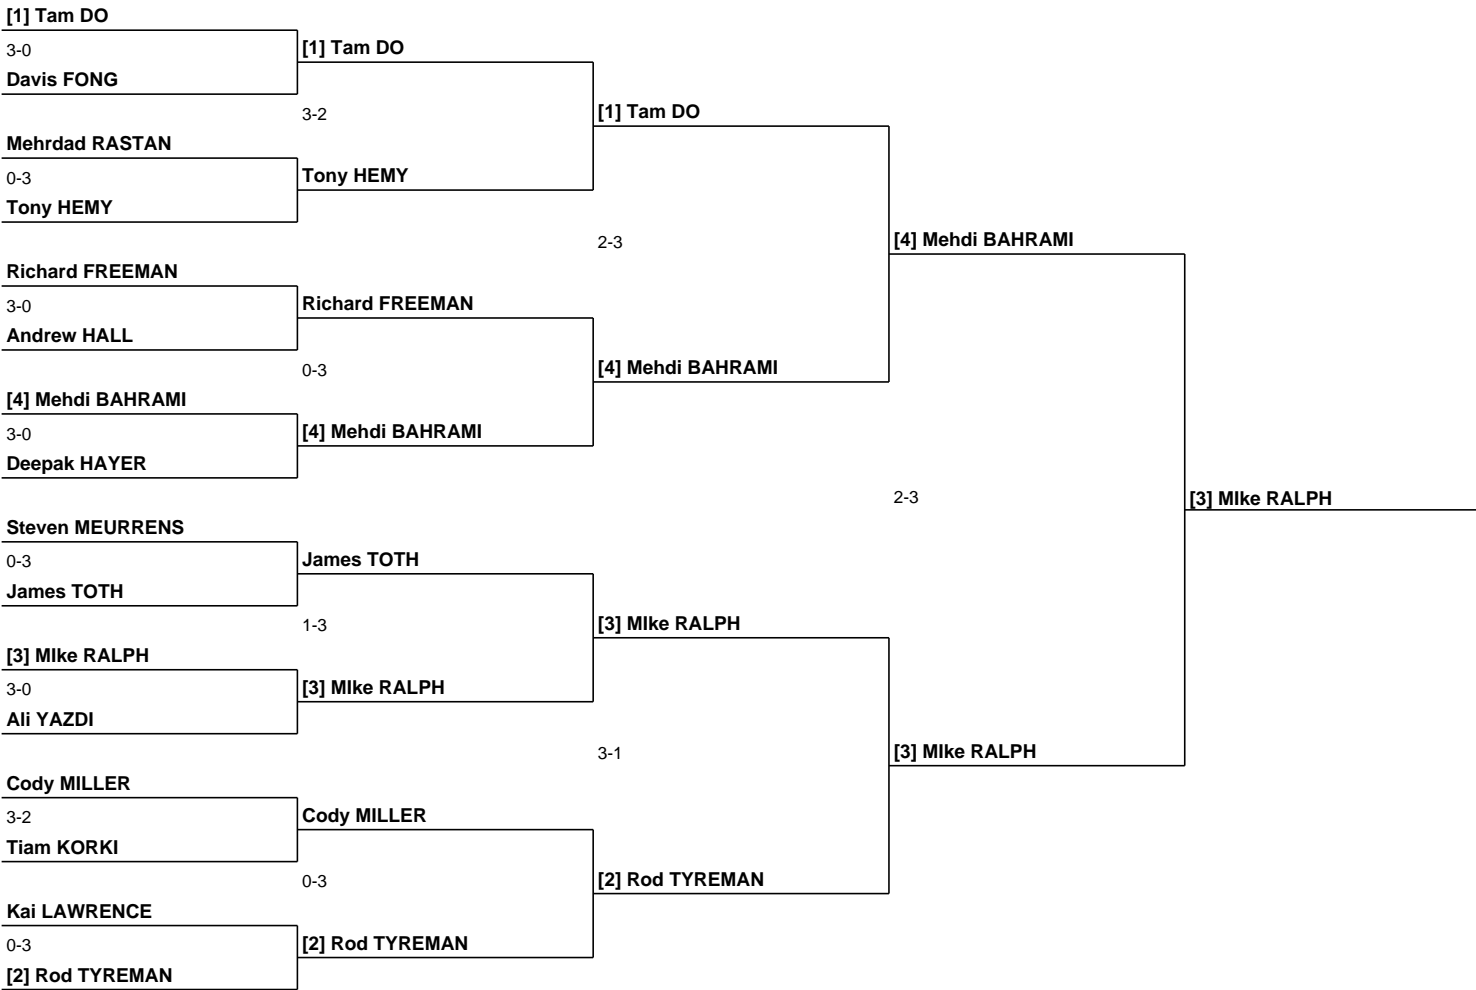 [1] Tam DO
3-0
[1] Tam DO
Davis FONG
3-2
[1] Tam DO
Mehrdad RASTAN
0-3
Tony HEMY
Tony HEMY
2-3
[4] Mehdi BAHRAMI
Richard FREEMAN
3-0
Richard FREEMAN
Andrew HALL
0-3
[4] Mehdi BAHRAMI
[4] Mehdi BAHRAMI
3-0
[4] Mehdi BAHRAMI
Deepak HAYER
2-3
[3] MIke RALPH
Steven MEURRENS
0-3
James TOTH
James TOTH
1-3
[3] MIke RALPH
[3] MIke RALPH
3-0
[3] MIke RALPH
Ali YAZDI
3-1
[3] MIke RALPH
Cody MILLER
3-2
Cody MILLER
Tiam KORKI
0-3
[2] Rod TYREMAN
Kai LAWRENCE
0-3
[2] Rod TYREMAN
[2] Rod TYREMAN